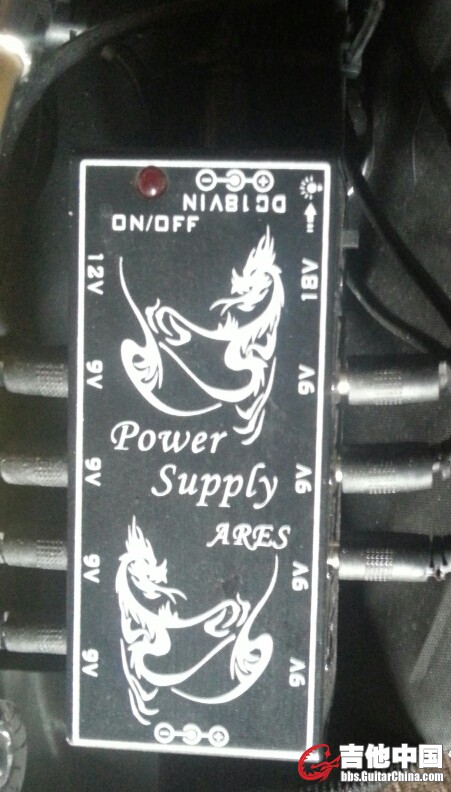 DC18VIN
ON/OFF
12V
18V
9V
9V
9V
9V
9V
9V
9V
9V
Power
Supply
ARES
吉他中国
bbs.GuitarChina.com